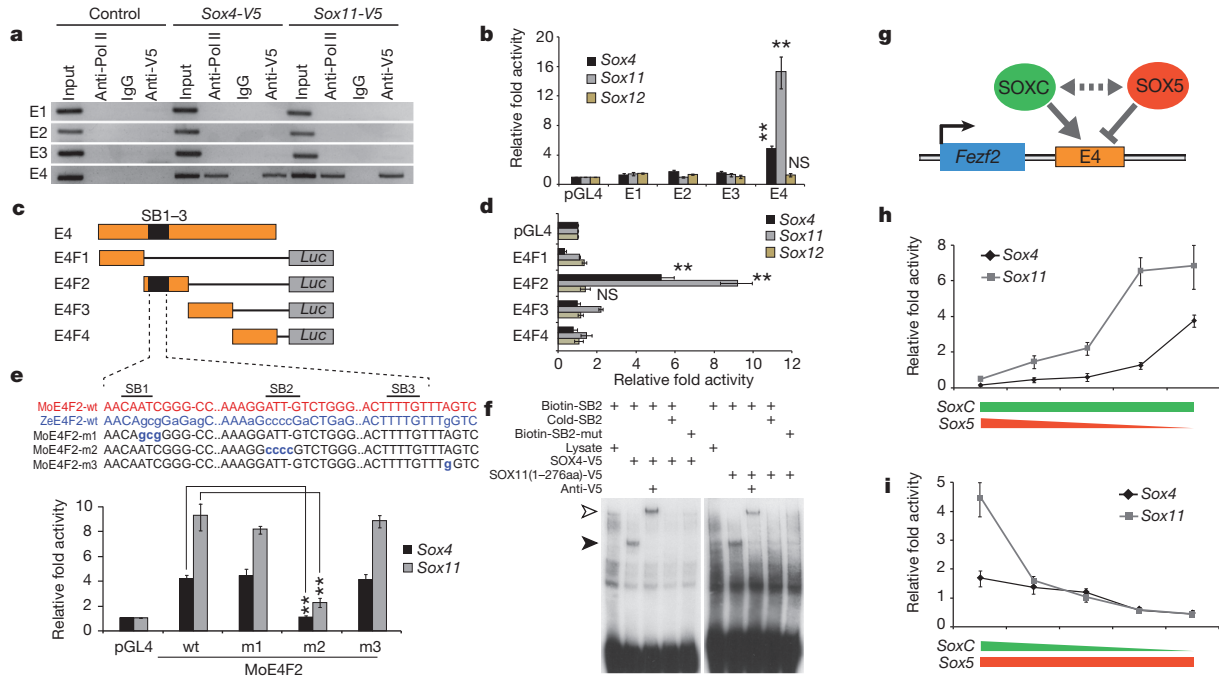 a
Control
Sox4-V5
Sox11-V5
Input
Anti-Pol II
IgG
Anti-V5
Input
Anti-Pol II
IgG
Anti-V5
Input
Anti-Pol II
IgG
Anti-V5
E1
E2
E3
E4
b
Relative fold activity
20
16
12
8
4
0
Sox4
Sox11
Sox12
**
**
NS
pGL4
E1
E2
E3
E4
c
SB1–3
E4
E4F1
Luc
E4F2
Luc
E4F3
Luc
E4F4
Luc
d
Sox4
Sox11
Sox12
pGL4
E4F1
E4F2
E4F3
E4F4
**
**
NS
0
2
4
6
8
10
12
Relative fold activity
e
SB1
SB2
SB3
MoE4F2-wt
AACAATCGGG-CC..AAAGGATT-GTCTGGG..ACTTTTGTTTAGTC
ZeE4F2-wt
AACAgcgGaGagC..AAAaGccccGaCTGaG..ACTTTTGTTTgGTC
MoE4F2-m1
AACAgcgGGG-CC..AAAGGATT-GTCTGGG..ACTTTTGTTTAGTC
MoE4F2-m2
AACAATCGGG-CC..AAAGGccccGTCTGGG..ACTTTTGTTTAGTC
MoE4F2-m3
AACAATCGGG-CC..AAAGGATT-GTCTGGG..ACTTTTGTTTgGTC
Relative fold activity
10
8
6
4
2
0
Sox4
Sox11
**
**
pGL4
wt
m1
m2
m3
MoE4F2
f
Biotin-SB2 + + + + + + + + + +
Cold-SB2 + +
Biotin-SB2-mut + +
Lysate + +
SOX4-V5 + + + +
SOX11(1–276aa)-V5 + + + +
Anti-V5 + +
g
SOXC
SOX5
Fezf2
E4
h
Relative fold activity
8
6
4
2
0
Sox4
Sox11
SoxC
Sox5
i
Relative fold activity
5
4
3
2
1
0
Sox4
Sox11
SoxC
Sox5